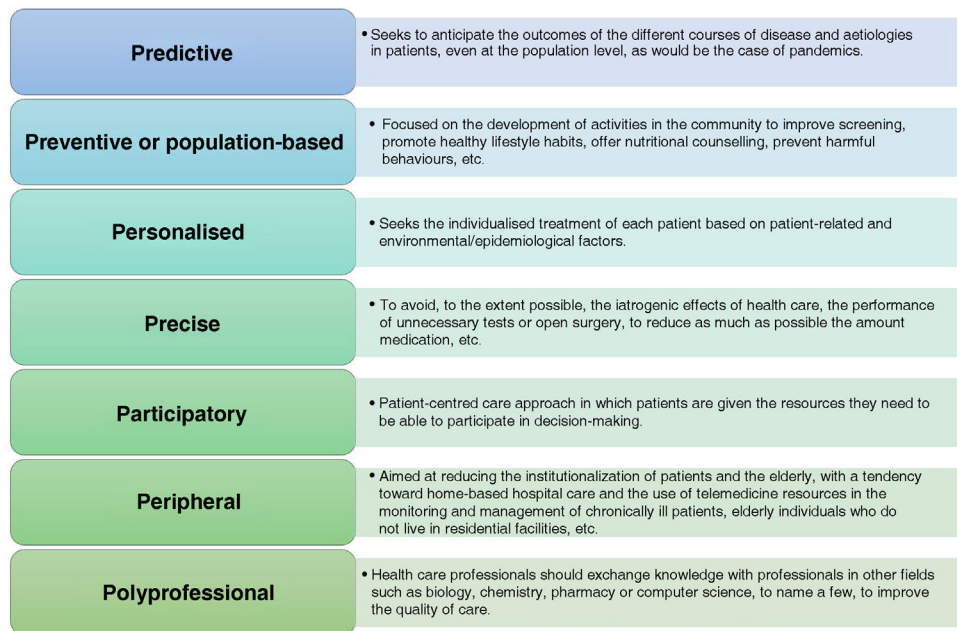 Predictive
• Seeks to anticipate the outcomes of the different courses of disease and aetiologies
in patients, even at the population level, as would be the case of pandemics.
Preventive or population-based
• Focused on the development of activities in the community to improve screening,
promote healthy lifestyle habits, offer nutritional counselling, prevent harmful
behaviours, etc.
Personalised
• Seeks the individualised treatment of each patient based on patient-related and
environmental/epidemiological factors.
Precise
• To avoid, to the extent possible, the iatrogenic effects of health care, the performance
of unnecessary tests or open surgery, to reduce as much as possible the amount
medication, etc.
Participatory
• Patient-centred care approach in which patients are given the resources they need to
be able to participate in decision-making.
Peripheral
• Aimed at reducing the institutionalization of patients and the elderly, with a tendency
toward home-based hospital care and the use of telemedicine resources in the
monitoring and management of chronically ill patients, elderly individuals who do
not live in residential facilities, etc.
Polyprofessional
• Health care professionals should exchange knowledge with professionals in other fields
such as biology, chemistry, pharmacy or computer science, to name a few, to improve
the quality of care.